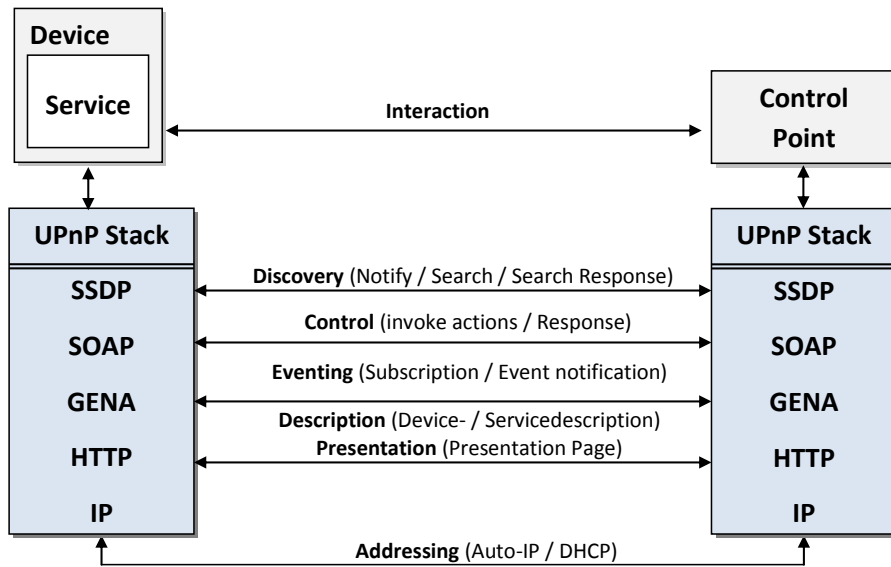 Device
Service
Interaction
Control
Point
UPnP Stack
UPnP Stack
SSDP
Discovery (Notify / Search / Search Response)
SSDP
SOAP
Control (invoke actions / Response)
SOAP
GENA
Eventing (Subscription / Event notification)
GENA
Description (Device- / Servicedescription)
Presentation (Presentation Page)
HTTP
HTTP
IP
IP
Addressing (Auto-IP / DHCP)